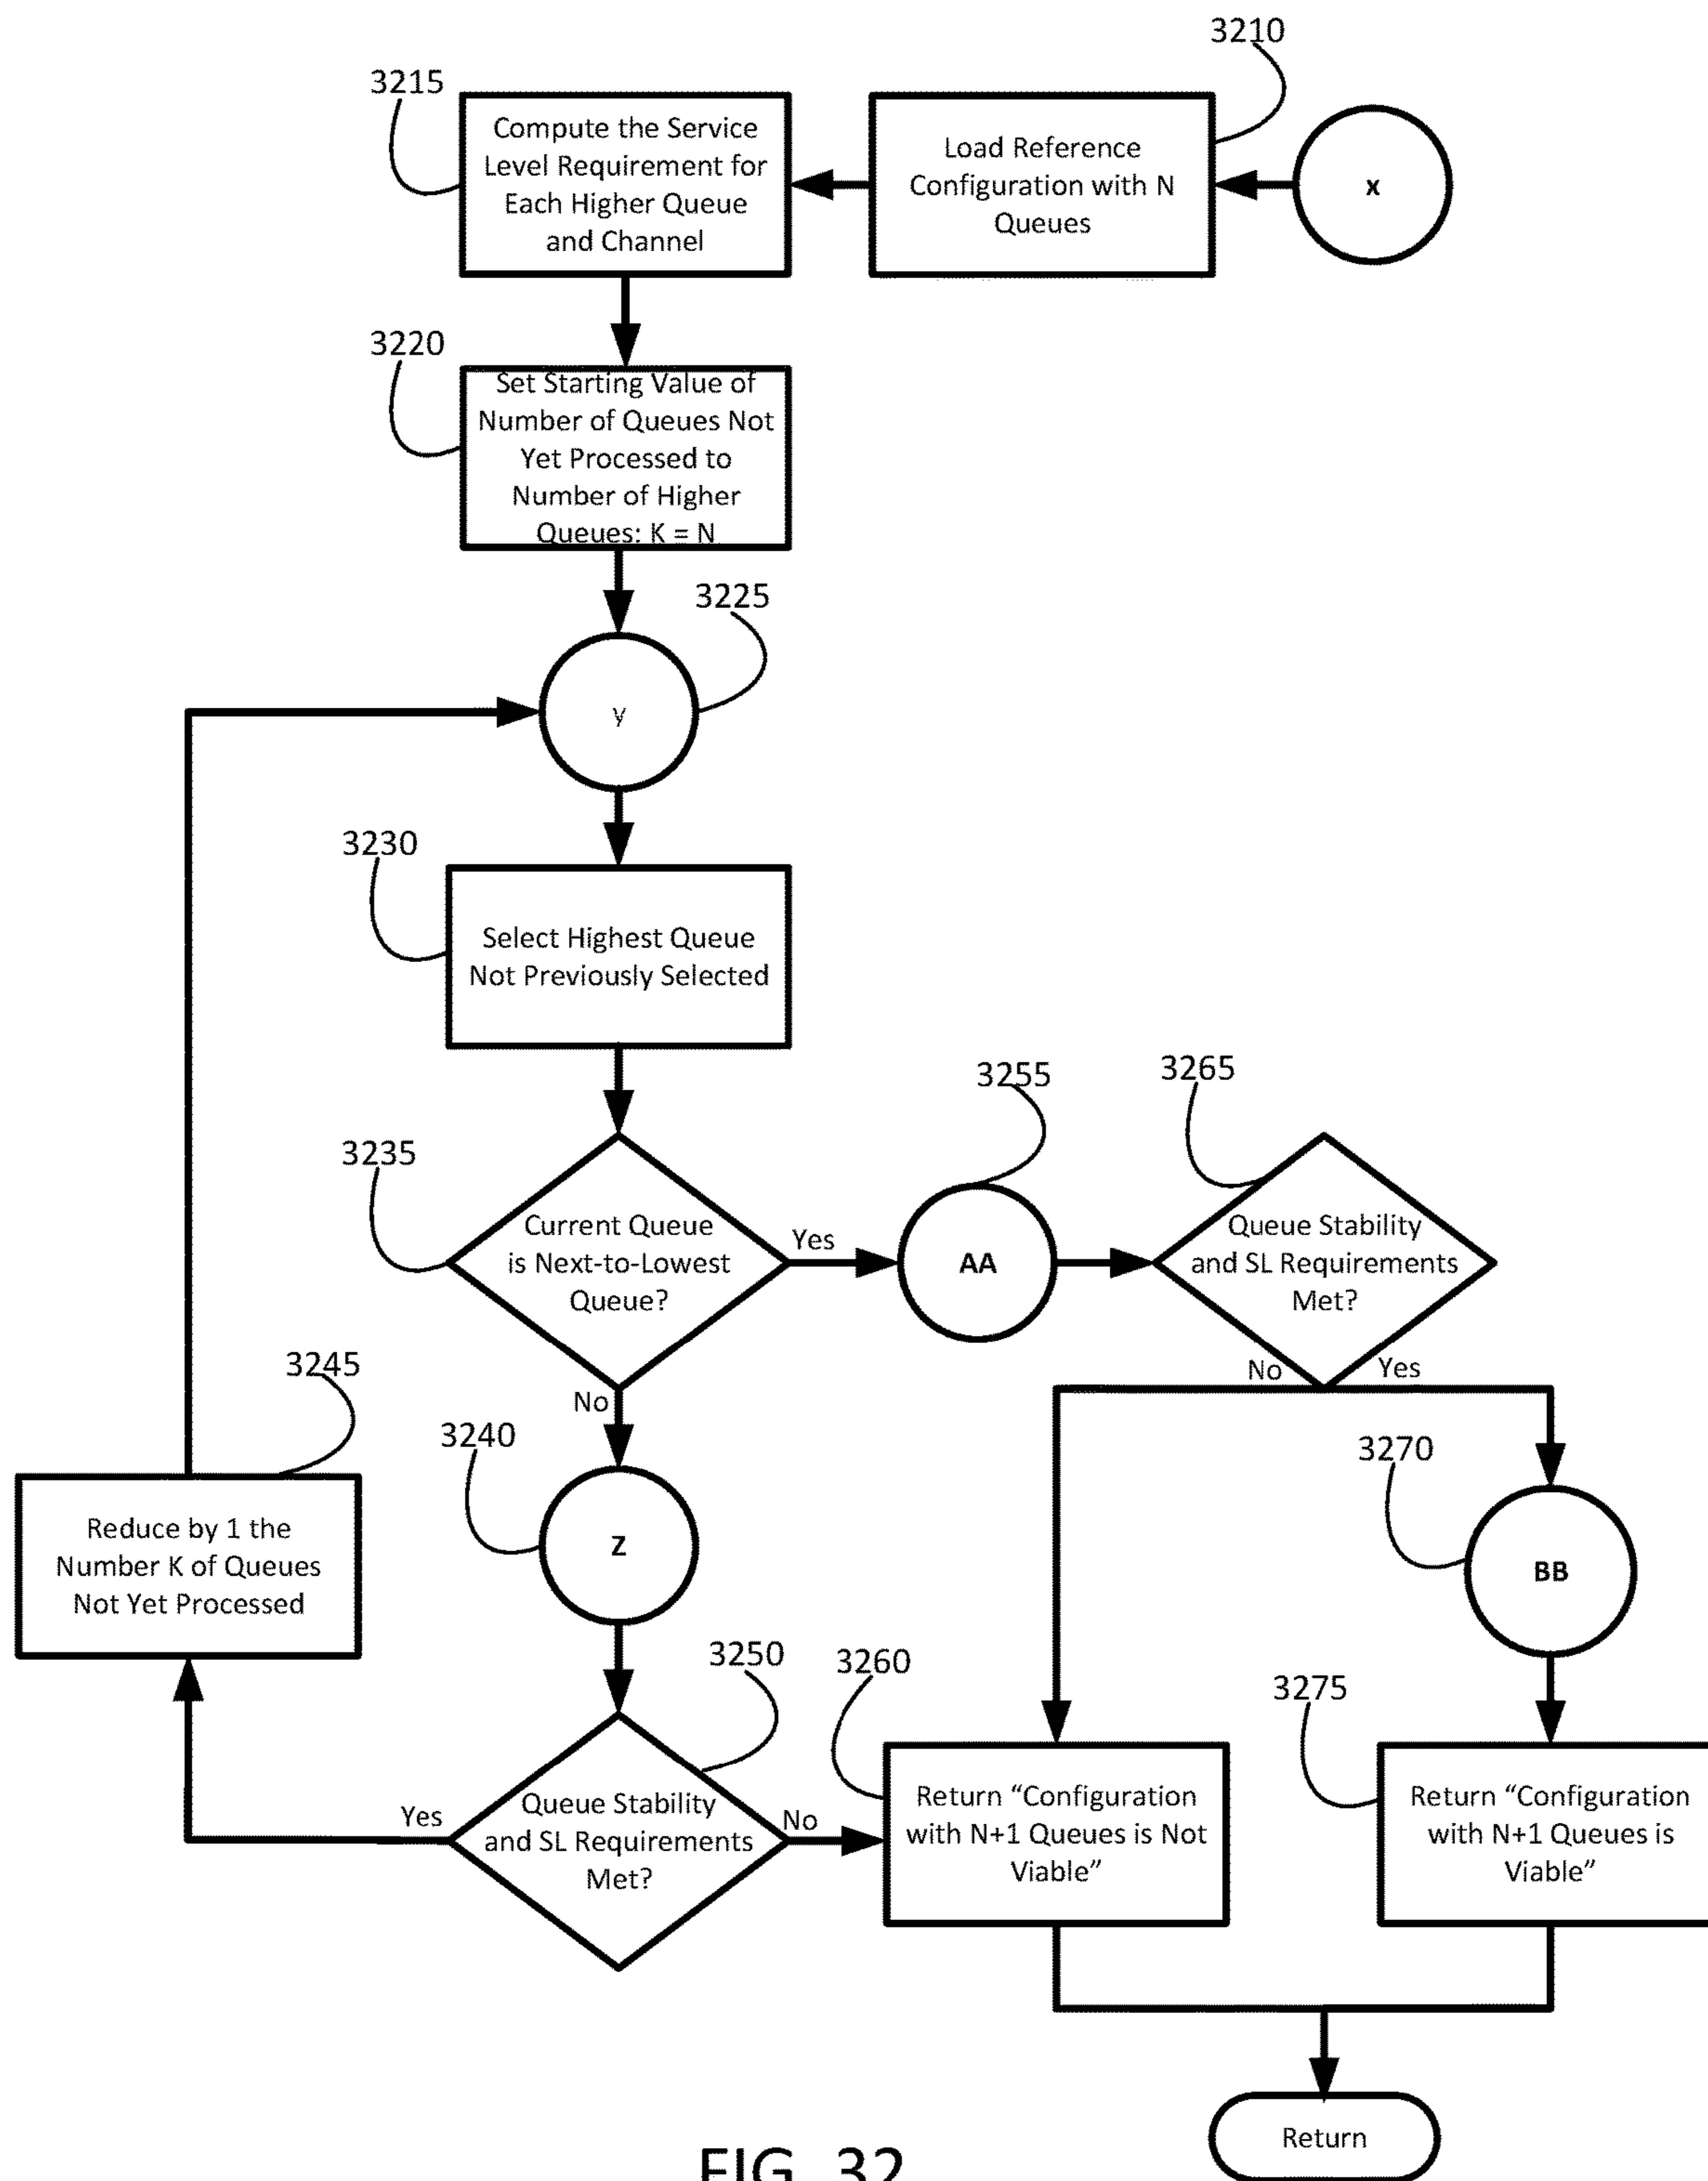 3210
3215
Compute the Service
Level Requirement for
Each Higher Queue
and Channel
Load Reference
Configuration with N
Queues
x
3220
Set Starting Value of
Number of Queues Not
Yet Processed to
Number of Higher
Queues: K = N
3225
y
3230
Select Highest Queue
Not Previously Selected
3235
Current Queue
is Next-to-Lowest
Queue?
Yes
No
3255
AA
3265
Queue Stability
and SL Requirements
Met?
No
Yes
3245
Reduce by 1 the
Number K of Queues
Not Yet Processed
3240
Z
3270
BB
3250
Queue Stability
and SL Requirements
Met?
Yes
No
3260
Return “Configuration
with N+1 Queues is Not
Viable”
3275
Return “Configuration
with N+1 Queues is
Viable”
Return
FIG. 32